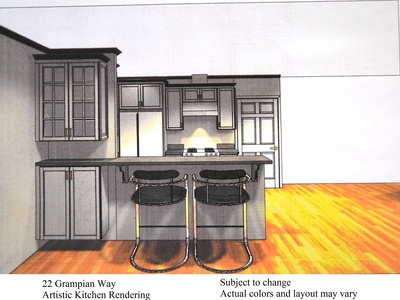 22 Grampian Way
Artistic Kitchen Rendering
Subject to change
Actual colors and layout may vary